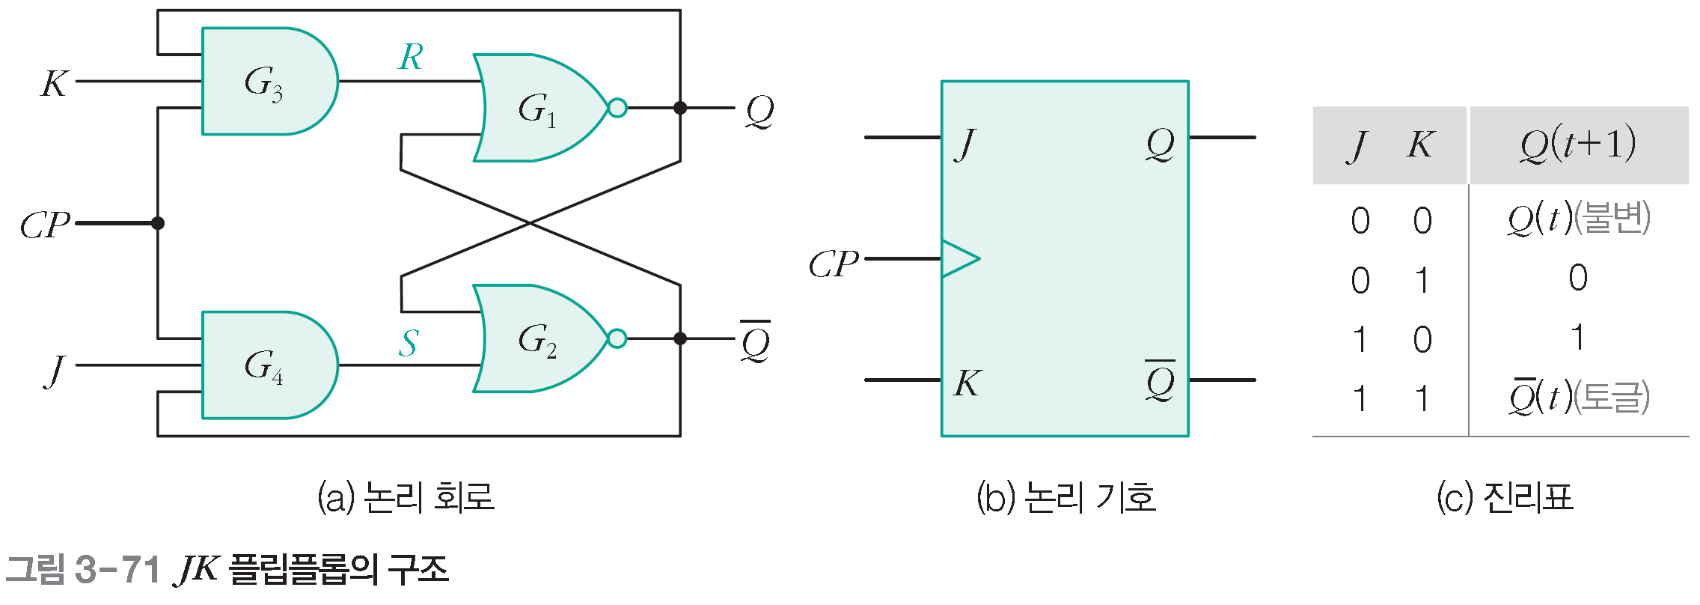 K
CP
J
G3
R
G1
Q
G4
S
G2
Q̅
(a) 논리 회로
J
Q
CP
K
Q̅
(b) 논리 기호
J K Q(t+1)
0 0 Q(t)(불변)
0 1 0
1 0 1
1 1 Q̅(t)(토글)
(c) 진리표
그림 3-71 JK 플립플롭의 구조